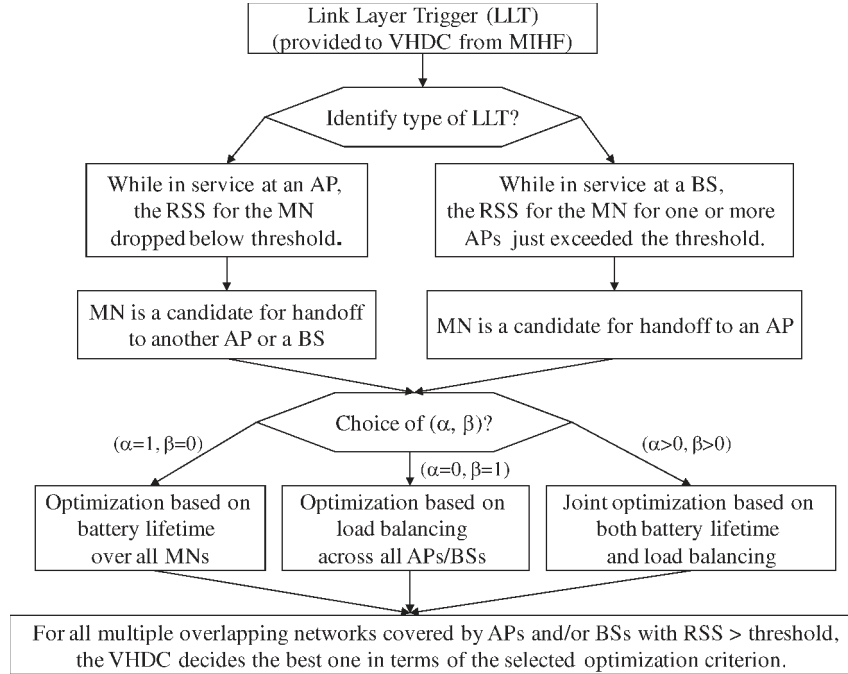 Link Layer Trigger (LLT)
(provided to VHDC from MIHF)
Identify type of LLT?
While in service at an AP,
the RSS for the MN
dropped below threshold.
While in service at a BS,
the RSS for the MN for one or more
APs just exceeded the threshold.
MN is a candidate for handoff
to another AP or a BS
MN is a candidate for handoff to an AP
Choice of (α, β)?
(α=1, β=0)
(α=0, β=1)
(α>0, β>0)
Optimization based on
battery lifetime
over all MNs
Optimization based on
load balancing
across all APs/BSs
Joint optimization based on
both battery lifetime
and load balancing
For all multiple overlapping networks covered by APs and/or BSs with RSS > threshold,
the VHDC decides the best one in terms of the selected optimization criterion.